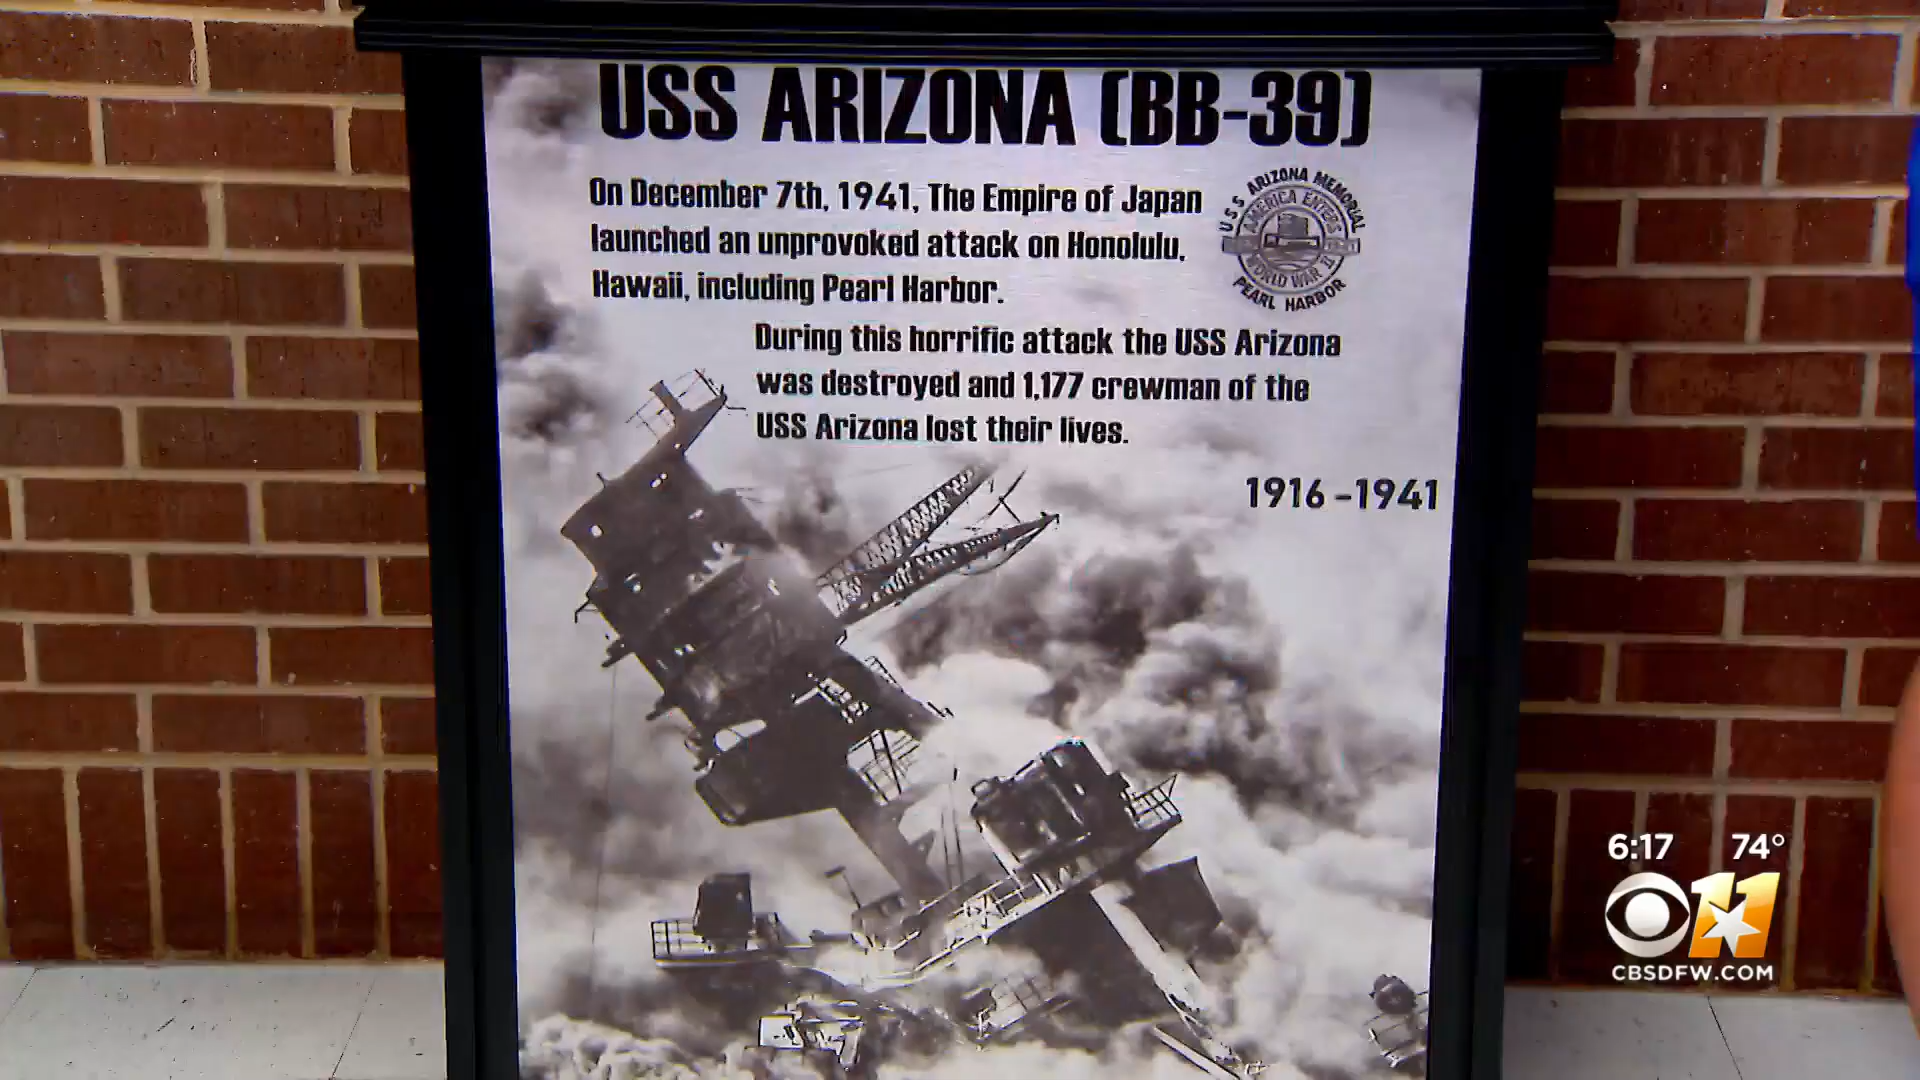 USS ARIZONA (BB-39)
On December 7th, 1941, The Empire of Japan
launched an unprovoked attack on Honolulu,
Hawaii, including Pearl Harbor.
USS ARIZONA MEMORIAL
AMERICA ENTERS
WORLD WAR II
PEARL HARBOR
During this horrific attack the USS Arizona
was destroyed and 1,177 crewman of the
USS Arizona lost their lives.
1916-1941
6:17 74°
11
CBSDFW.COM